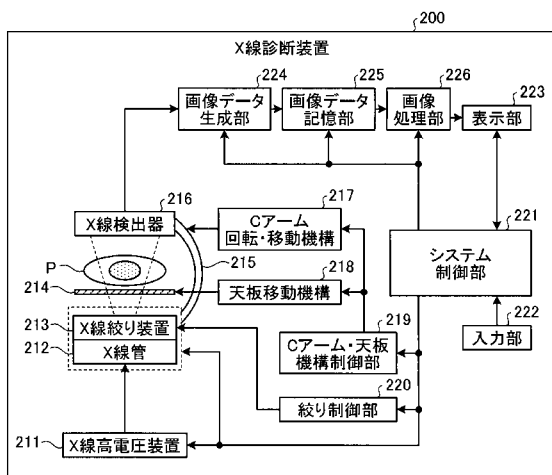 200
X線診断装置
224
225
226
223
画像データ
生成部
画像データ
記憶部
画像
処理部
表示部
216
217
X線検出器
Cアーム
回転・移動機構
221
P
215
218
システム
制御部
214
天板移動機構
213
X線絞り装置
219
222
212
X線管
Cアーム・天板
機構制御部
入力部
220
絞り制御部
211
X線高電圧装置